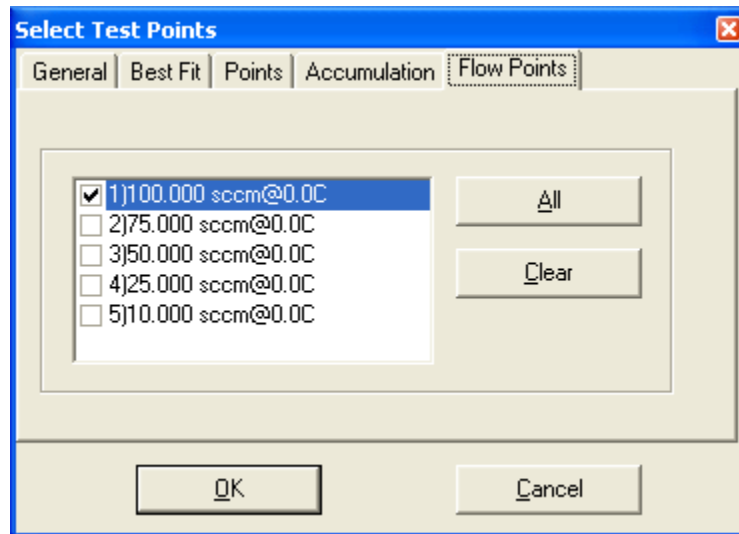 Select Test Points
General Best Fit Points Accumulation Flow Points
1)100.000 sccm@0.0C
2)75.000 sccm@0.0C
3)50.000 sccm@0.0C
4)25.000 sccm@0.0C
5)10.000 sccm@0.0C
All
Clear
OK Cancel